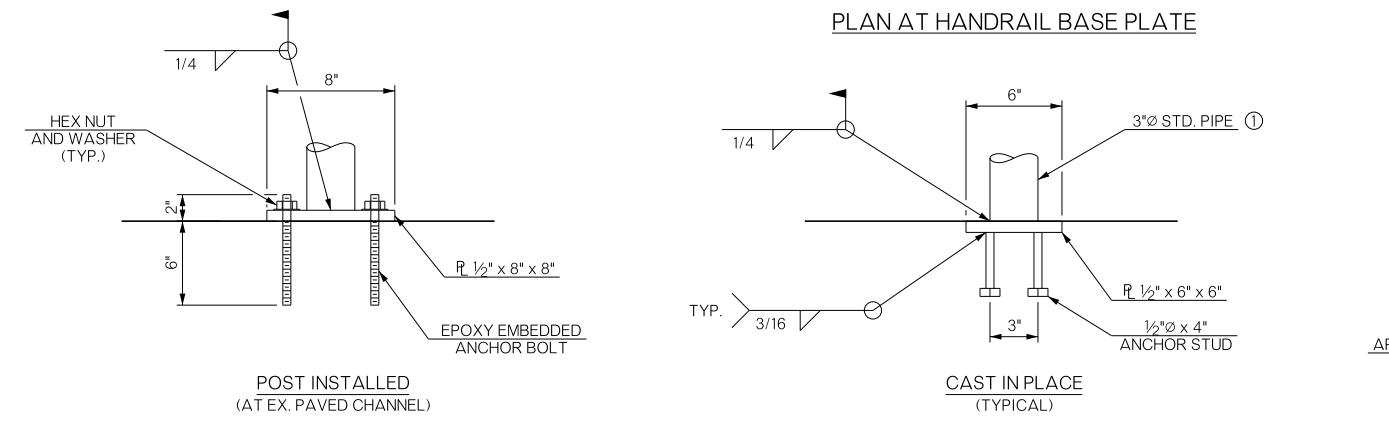 PLAN AT HANDRAIL BASE PLATE
1/4
8"
HEX NUT
AND WASHER
(TYP.)
2"
6"
℄ ½" x 8" x 8"
EPOXY EMBEDDED
ANCHOR BOLT
POST INSTALLED
(AT EX. PAVED CHANNEL)
6"
1/4
3"Ø STD. PIPE 1
TYP.
3/16
3"
℄ ½" x 6" x 6"
½"Ø x 4"
ANCHOR STUD
CAST IN PLACE
(TYPICAL)